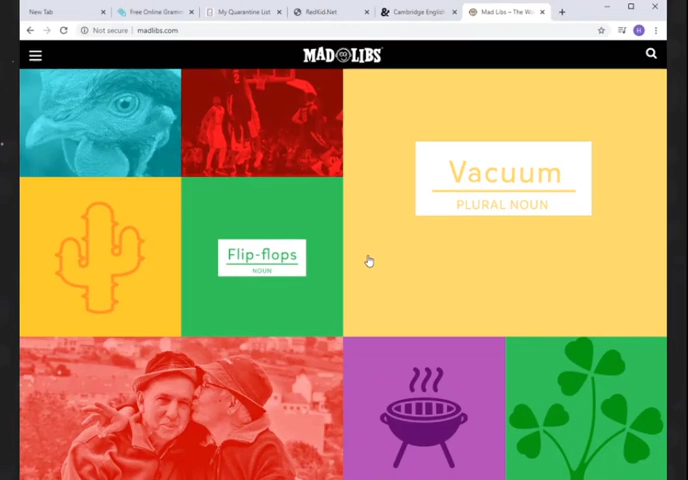 New Tab
Free Online Gramm
My Quarantine List
RedKid.Net
Cambridge English
Mad Libs – The Wo
Not secure | madlibs.com
H
MAD LIBS
Vacuum
PLURAL NOUN
Flip-flops
NOUN